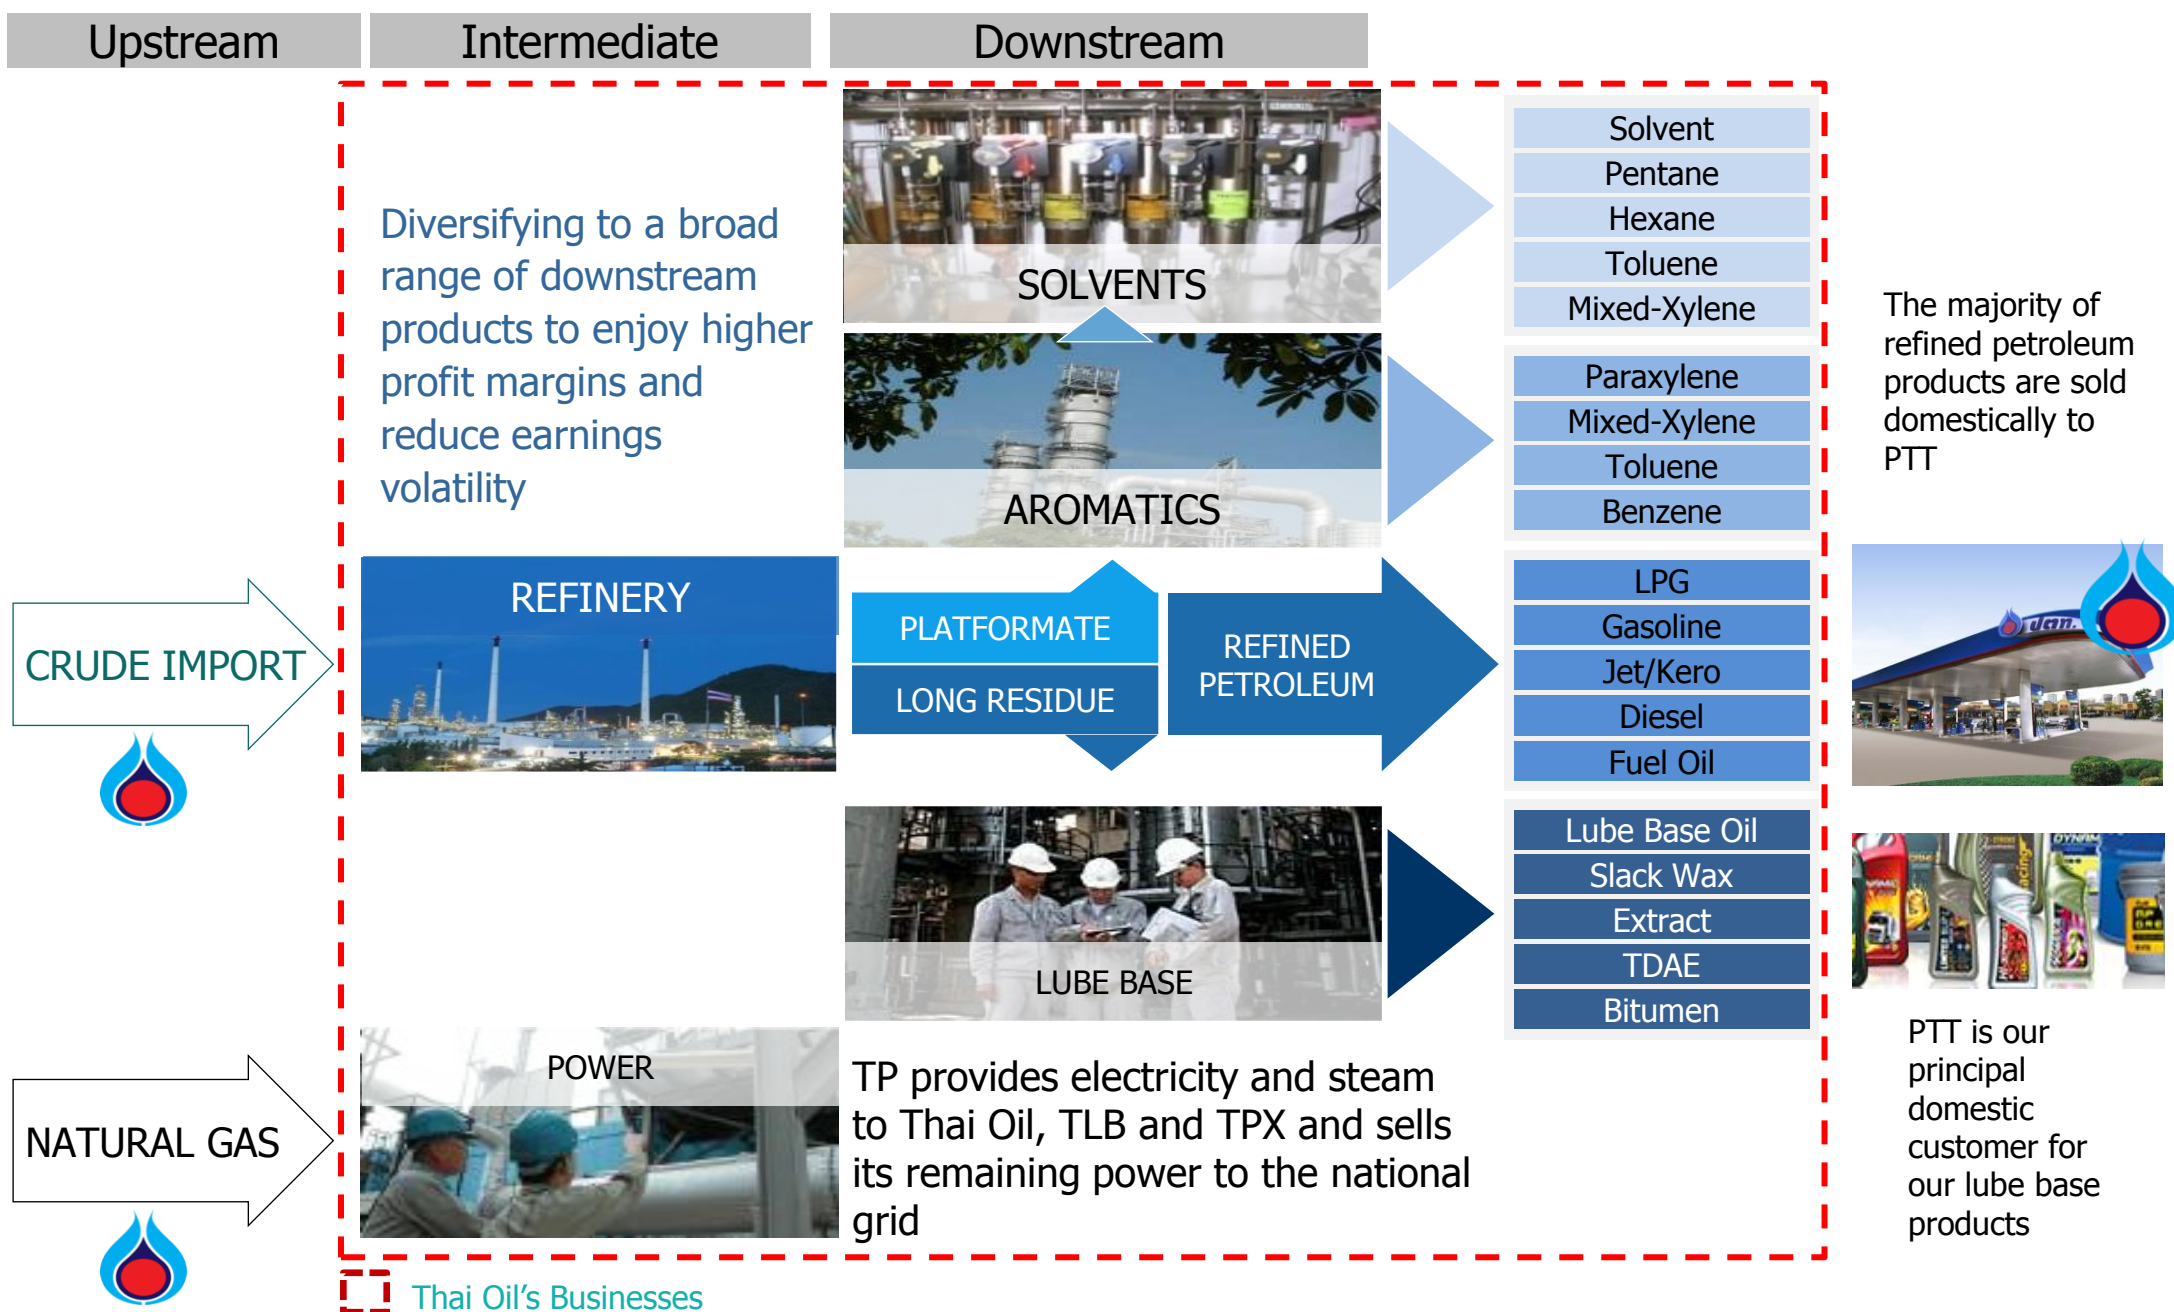 Upstream
Intermediate
Downstream
Diversifying to a broad
range of downstream
products to enjoy higher
profit margins and
reduce earnings
volatility
SOLVENTS
Solvent
Pentane
Hexane
Toluene
Mixed-Xylene
AROMATICS
Paraxylene
Mixed-Xylene
Toluene
Benzene
The majority of
refined petroleum
products are sold
domestically to
PTT
CRUDE IMPORT
REFINERY
PLATFORMATE
LONG RESIDUE
REFINED
PETROLEUM
LPG
Gasoline
Jet/Kero
Diesel
Fuel Oil
ปตท.
LUBE BASE
Lube Base Oil
Slack Wax
Extract
TDAE
Bitumen
NATURAL GAS
POWER
TP provides electricity and steam
to Thai Oil, TLB and TPX and sells
its remaining power to the national
grid
PTT is our
principal
domestic
customer for
our lube base
products
Thai Oil’s Businesses